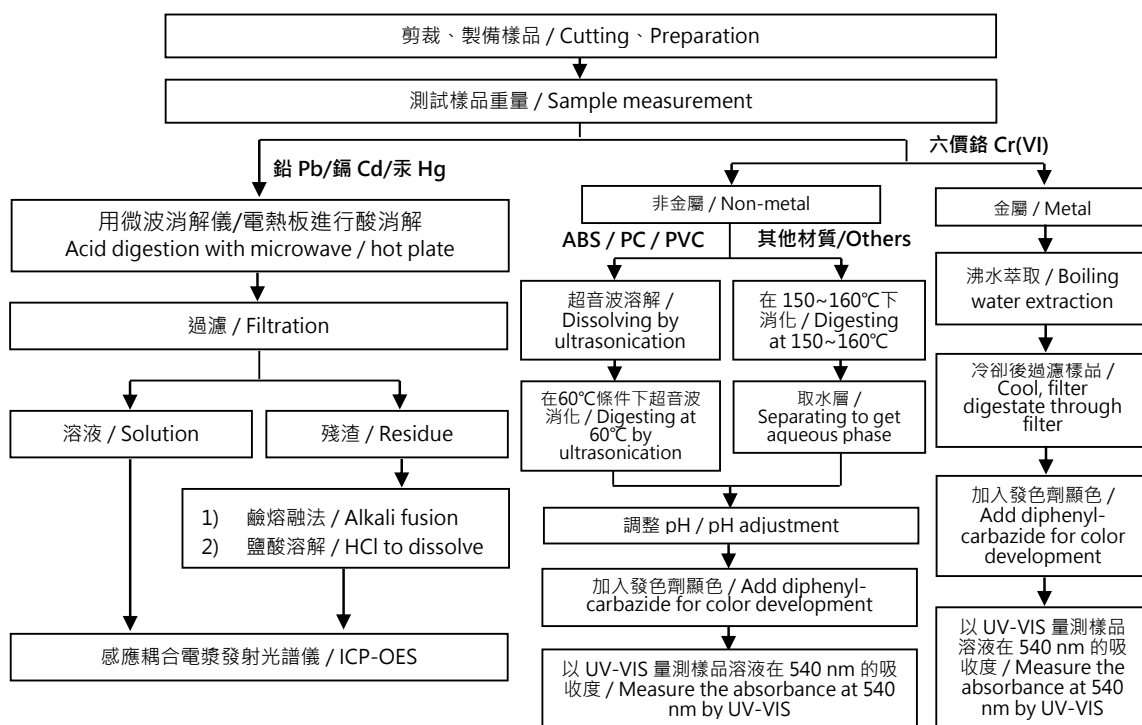 剪裁、製備樣品 / Cutting、Preparation
測試樣品重量 / Sample measurement
鉛 Pb/鎘 Cd/汞 Hg
六價鉻 Cr(VI)
用微波消解儀/電熱板進行酸消解
Acid digestion with microwave / hot plate
過濾 / Filtration
溶液 / Solution
殘渣 / Residue
1) 鹼熔融法 / Alkali fusion
2) 鹽酸溶解 / HCl to dissolve
感應耦合電漿發射光譜儀 / ICP-OES
非金屬 / Non-metal
ABS / PC / PVC
其他材質/Others
超音波溶解 /
Dissolving by
ultrasonication
在60℃條件下超音波
消化 / Digesting at
60℃ by
ultrasonication
在 150~160℃下
消化 / Digesting
at 150~160℃
取水層 /
Separating to get
aqueous phase
調整 pH / pH adjustment
加入發色劑顯色 / Add diphenyl-
carbazide for color development
以 UV-VIS 量測樣品溶液在 540 nm 的吸
收度 / Measure the absorbance at 540
nm by UV-VIS
金屬 / Metal
沸水萃取 / Boiling
water extraction
冷卻後過濾樣品 /
Cool, filter
digestate through
filter
加入發色劑顯色 /
Add diphenyl-
carbazide for color
development
以 UV-VIS 量測樣品
溶液在 540 nm 的吸
收度 / Measure the
absorbance at 540
nm by UV-VIS